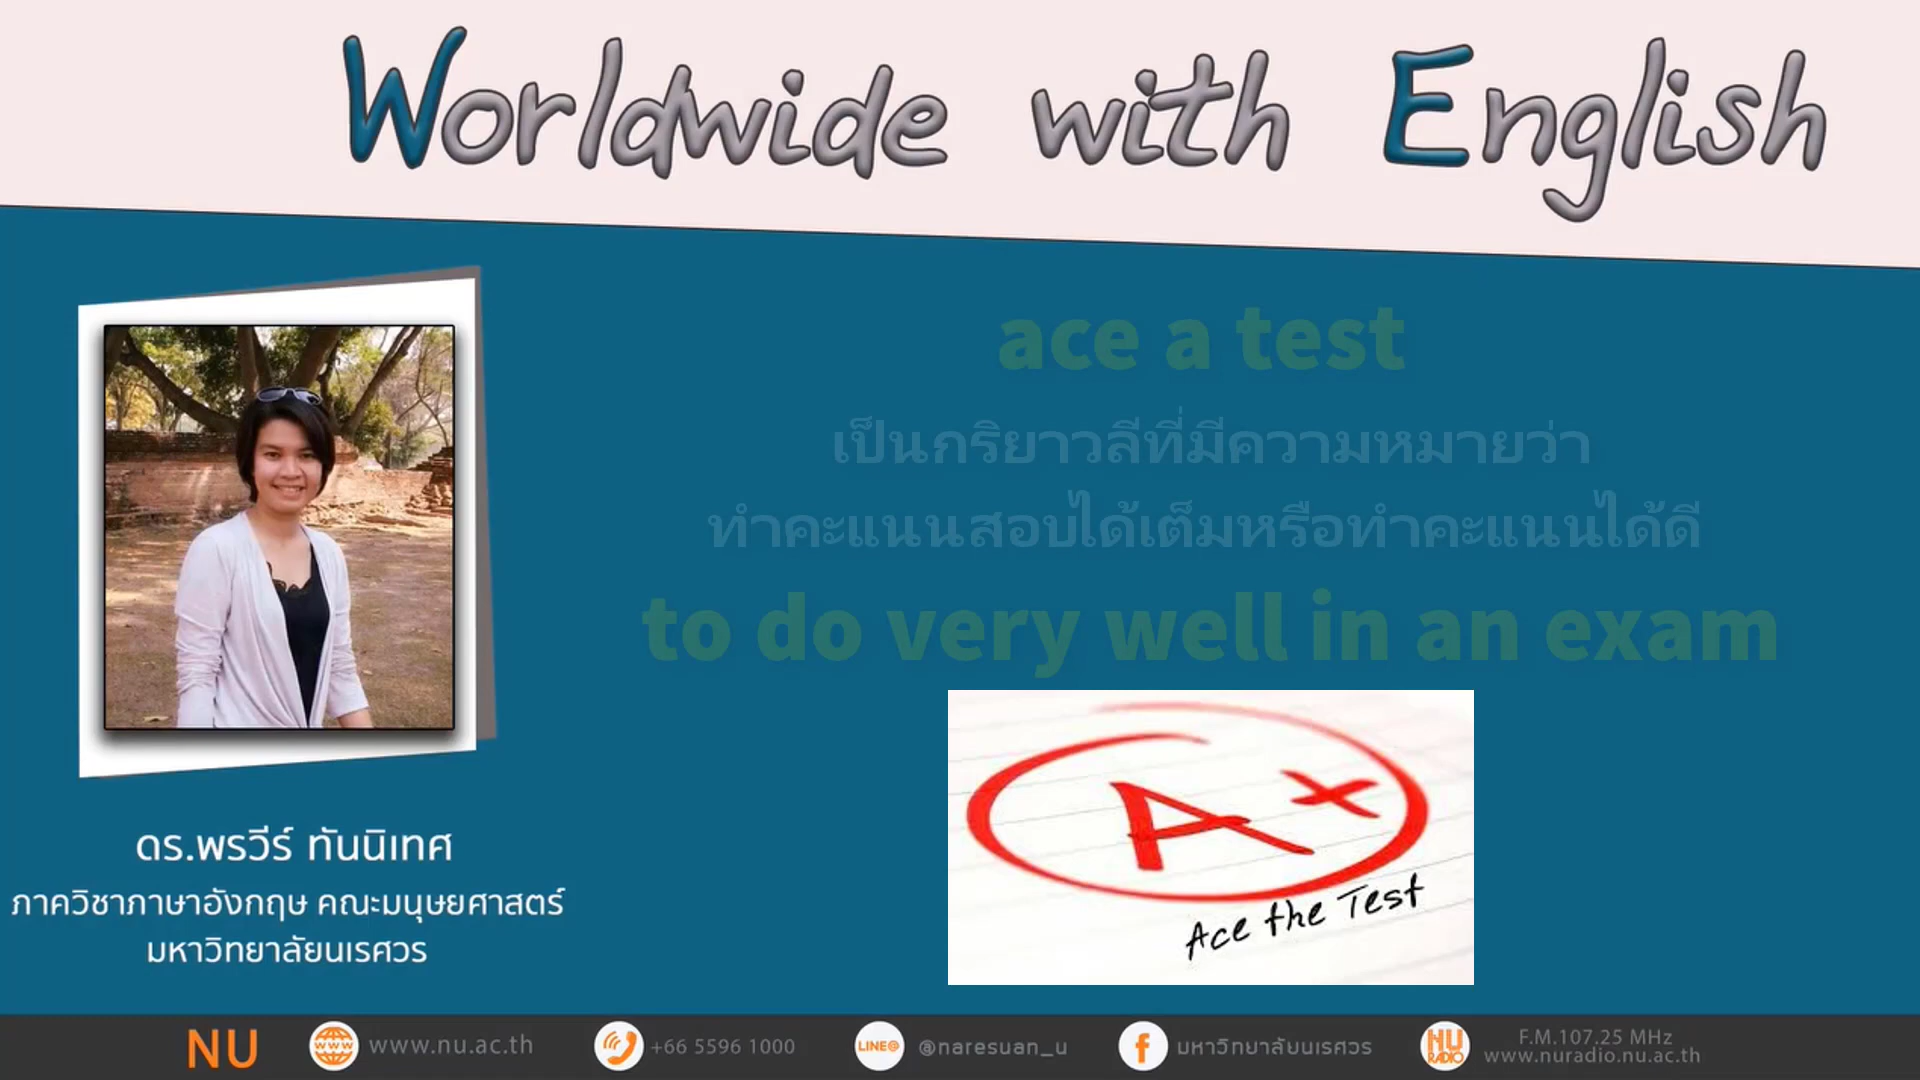 Worldwide with English
ace a test
เป็นกริยาวลีที่มีความหมายว่า
ทำคะแนนสอบได้เต็มหรือทำคะแนนได้ดี
to do very well in an exam
A+
Ace the Test
ดร.พรวีร์ ทันนิเทศ
ภาควิชาภาษาอังกฤษ คณะมนุษยศาสตร์
มหาวิทยาลัยนเรศวร
NU
www
www.nu.ac.th
+66 5596 1000
LINE@
@naresuan_u
f
มหาวิทยาลัยนเรศวร
NU
RADIO
F.M.107.25 MHz
www.nuradio.nu.ac.th